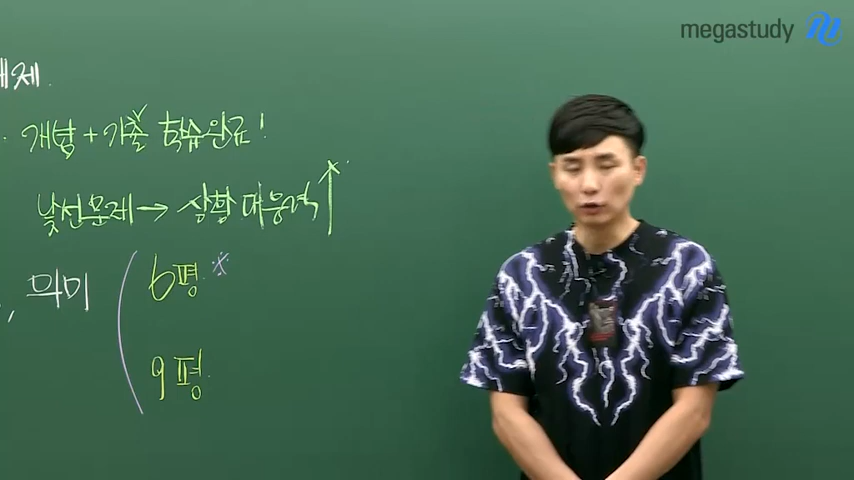 megastudy
제.
개념 + 기출 학습완료!
낯선문제 → 상황 대응력 ↑
의미
6평 *
9평.